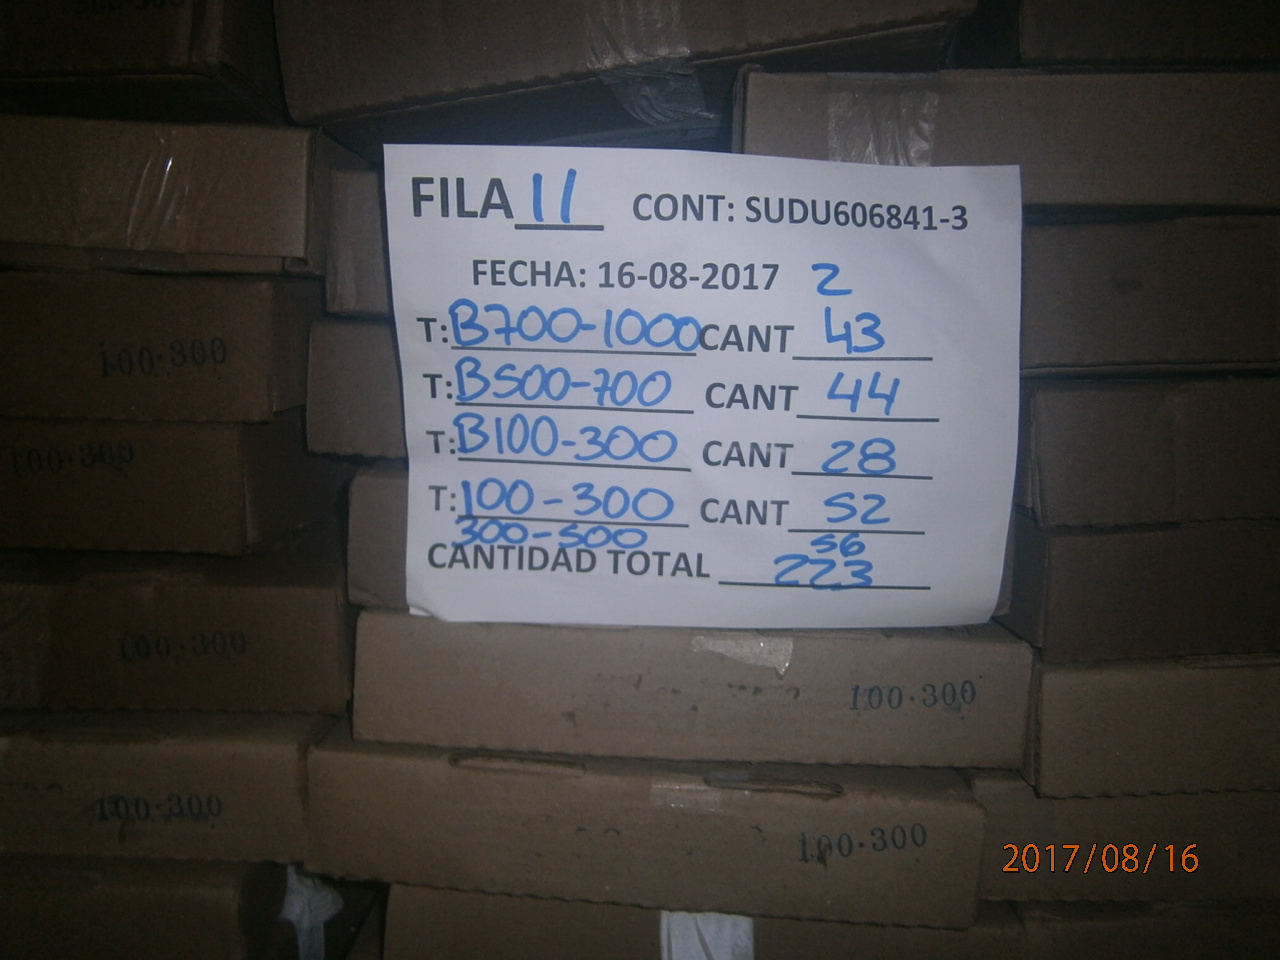 FILA 11 CONT: SUDU606841-3
FECHA: 16-08-2017 2
T: B700-1000 CANT 43
T: B500-700 CANT 44
T: B100-300 CANT 28
T: 100-300 CANT 52
300-500 56
CANTIDAD TOTAL 223
100-300
100-300
100-300
100-300
100-300
100-300
2017/08/16